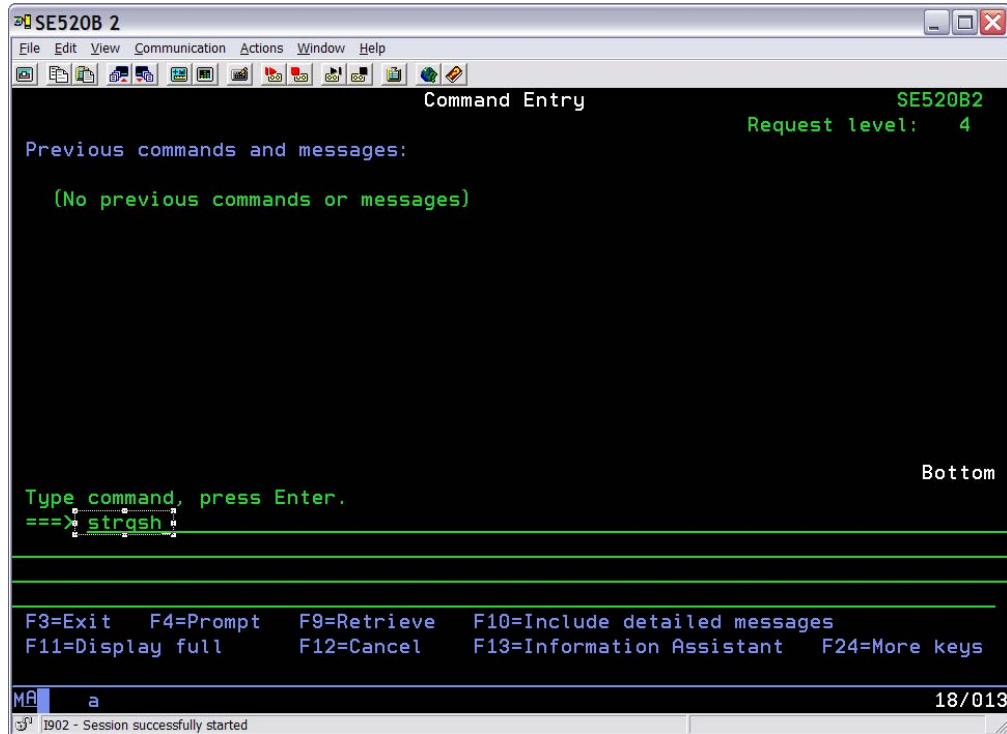 SE520B 2
File Edit View Communication Actions Window Help
Command Entry SE520B2
Request level: 4
Previous commands and messages:
(No previous commands or messages)
Bottom
Type command, press Enter.
===> strqsh
F3=Exit F4=Prompt F9=Retrieve F10=Include detailed messages
F11=Display full F12=Cancel F13=Information Assistant F24=More keys
MA a 18/013
I902 - Session successfully started